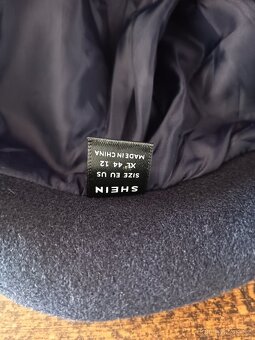 SHEIN
SIZE EU US
XL 44 12
MADE IN CHINA